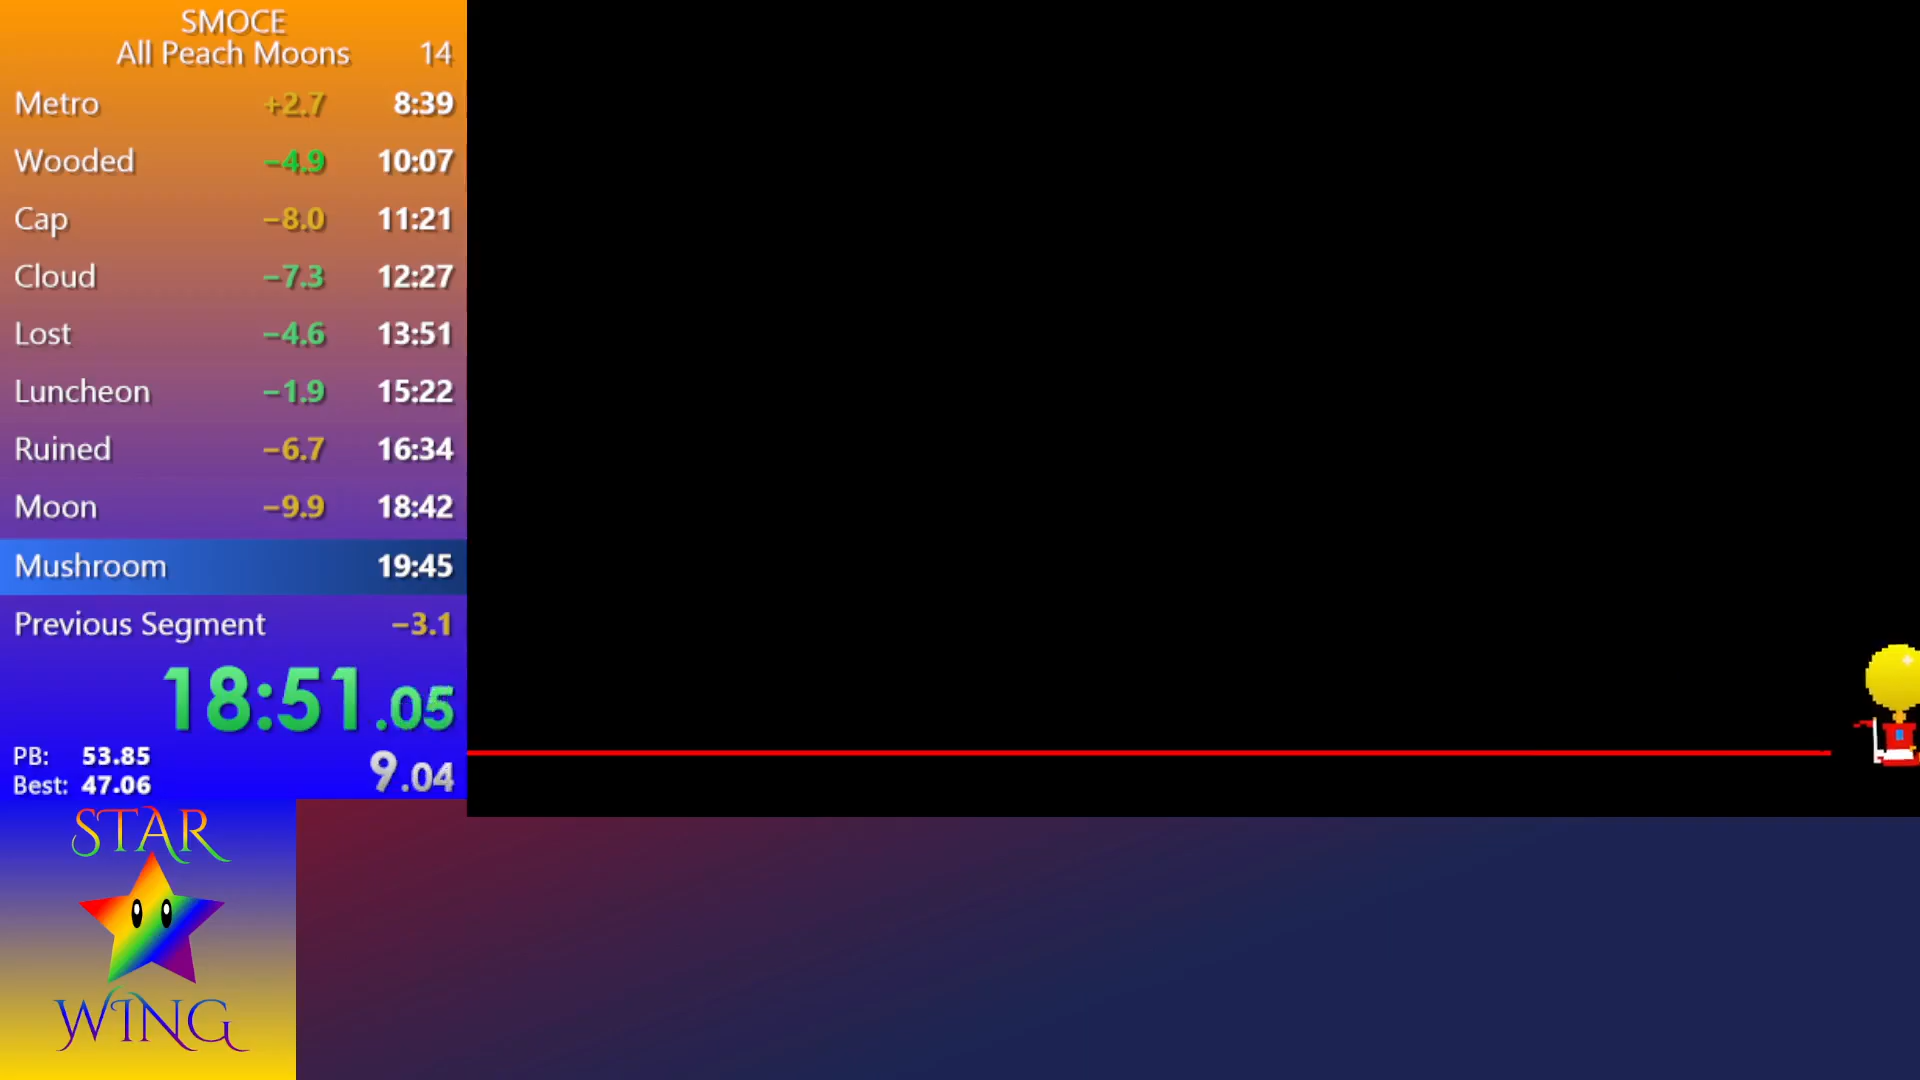 SMOCE
All Peach Moons 14
Metro +2.7 8:39
Wooded −4.9 10:07
Cap −8.0 11:21
Cloud −7.3 12:27
Lost −4.6 13:51
Luncheon −1.9 15:22
Ruined −6.7 16:34
Moon −9.9 18:42
Mushroom 19:45
Previous Segment −3.1
18:51.05
PB: 53.85
Best: 47.06
9.04
STAR
WING